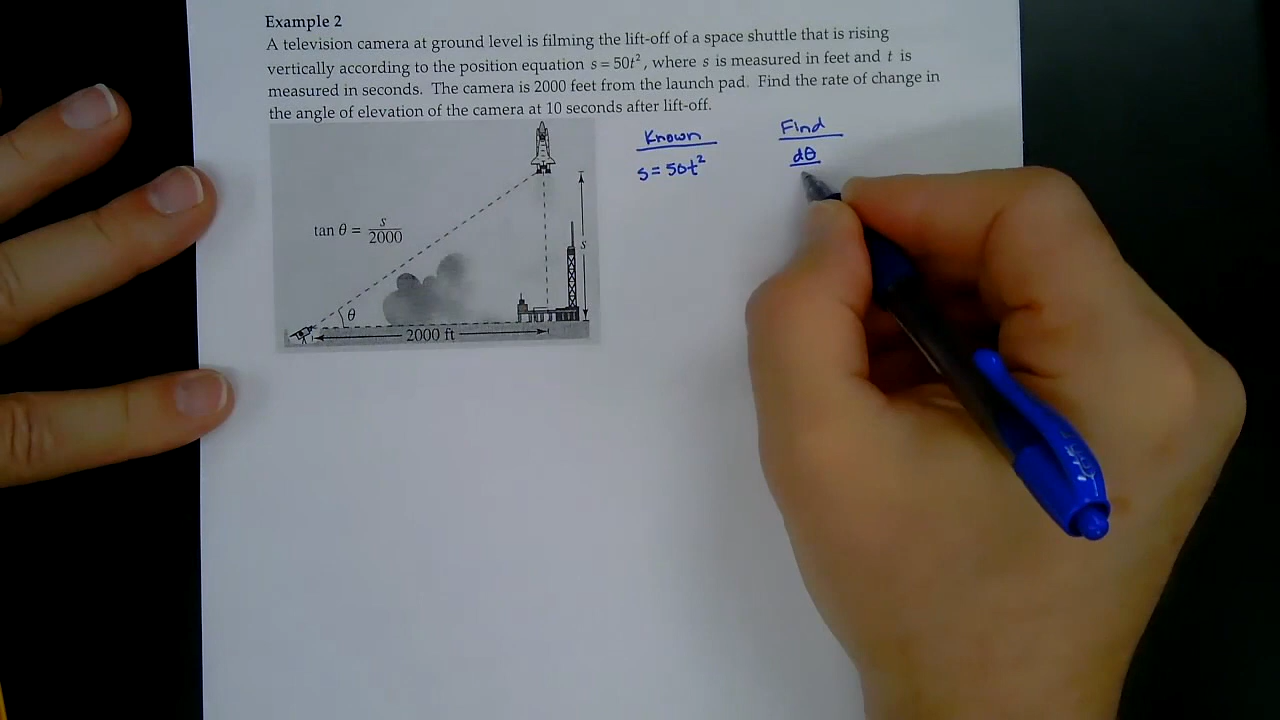 Example 2
A television camera at ground level is filming the lift-off of a space shuttle that is rising
vertically according to the position equation s = 50t², where s is measured in feet and t is
measured in seconds. The camera is 2000 feet from the launch pad. Find the rate of change in
the angle of elevation of the camera at 10 seconds after lift-off.
Known
Find
s = 50t²
dθ
tan θ = s/2000
s
θ
2000 ft